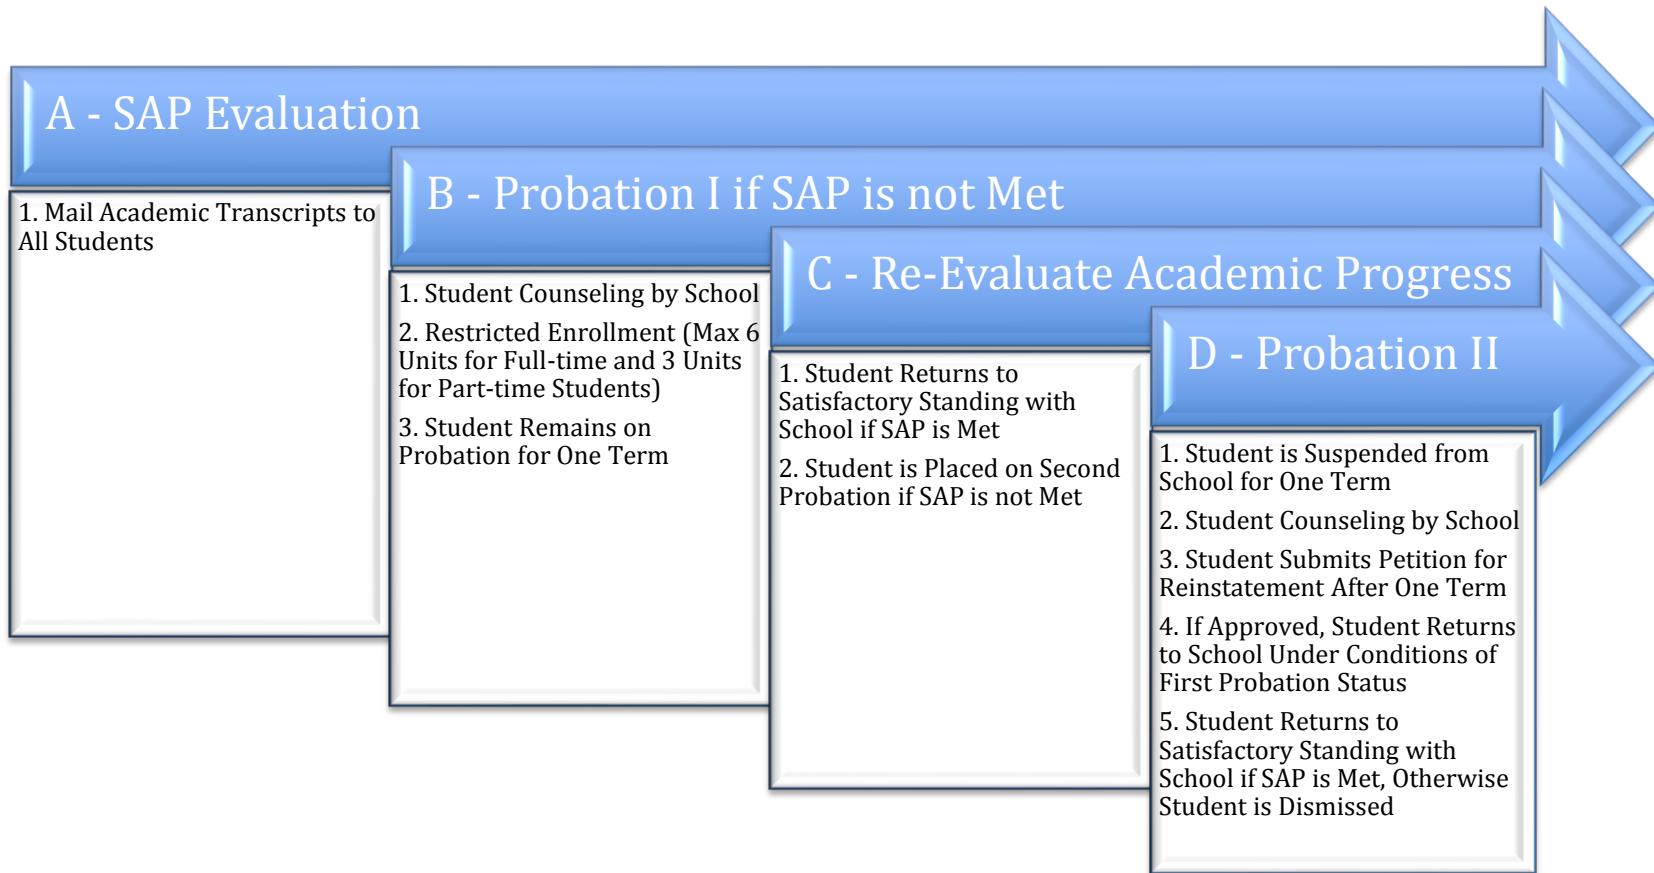 A - SAP Evaluation
1. Mail Academic Transcripts to
All Students
B - Probation I if SAP is not Met
1. Student Counseling by School
2. Restricted Enrollment (Max 6
Units for Full-time and 3 Units
for Part-time Students)
3. Student Remains on
Probation for One Term
C - Re-Evaluate Academic Progress
1. Student Returns to
Satisfactory Standing with
School if SAP is Met
2. Student is Placed on Second
Probation if SAP is not Met
D - Probation II
1. Student is Suspended from
School for One Term
2. Student Counseling by School
3. Student Submits Petition for
Reinstatement After One Term
4. If Approved, Student Returns
to School Under Conditions of
First Probation Status
5. Student Returns to
Satisfactory Standing with
School if SAP is Met, Otherwise
Student is Dismissed